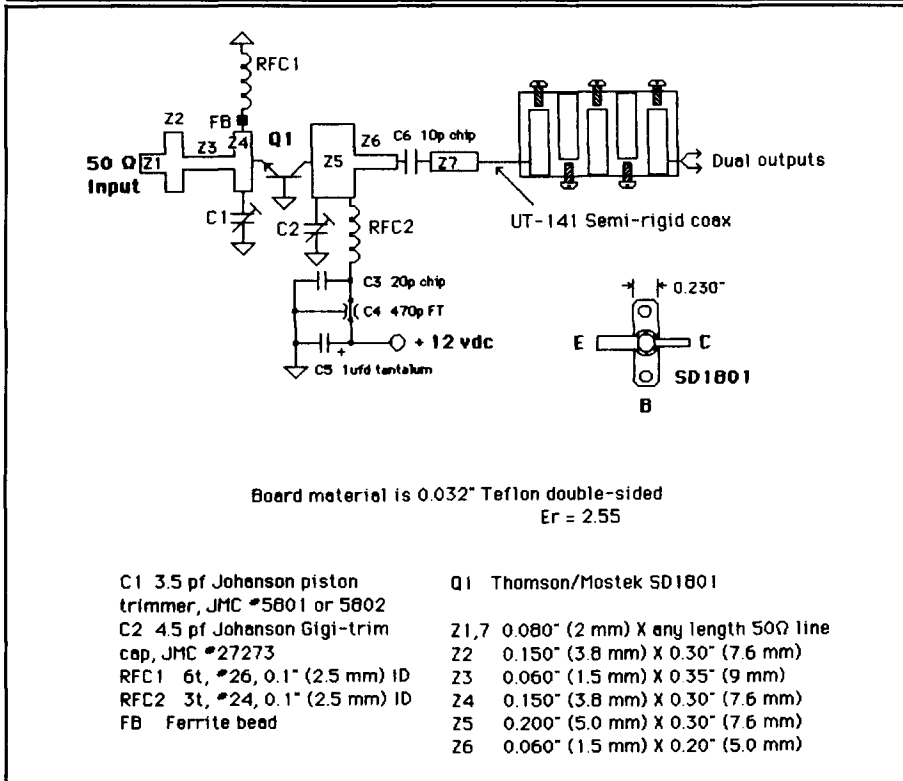 RFC1
Z2
FB
Q1
Z4
Z3
Z6
C6 10p chip
50 Ω
Input
Z1
Z5
Z7
Dual outputs
UT-141 Semi-rigid coax
C1
C2
RFC2
C3 20p chip
C4 470p FT
+
+ 12 vdc
C5 1ufd tantalum
0.230"
E
C
SD1801
B
Board material is 0.032" Teflon double-sided
Er = 2.55
C1 3.5 pf Johanson piston
trimmer, JMC #5801 or 5802
C2 4.5 pf Johanson Gigi-trim
cap, JMC #27273
RFC1 6t, #26, 0.1" (2.5 mm) ID
RFC2 3t, #24, 0.1" (2.5 mm) ID
FB Ferrite bead
Q1 Thomson/Mostek SD1801
Z1,7 0.080" (2 mm) X any length 50Ω line
Z2 0.150" (3.8 mm) X 0.30" (7.6 mm)
Z3 0.060" (1.5 mm) X 0.35" (9 mm)
Z4 0.150" (3.8 mm) X 0.30" (7.6 mm)
Z5 0.200" (5.0 mm) X 0.30" (7.6 mm)
Z6 0.060" (1.5 mm) X 0.20" (5.0 mm)